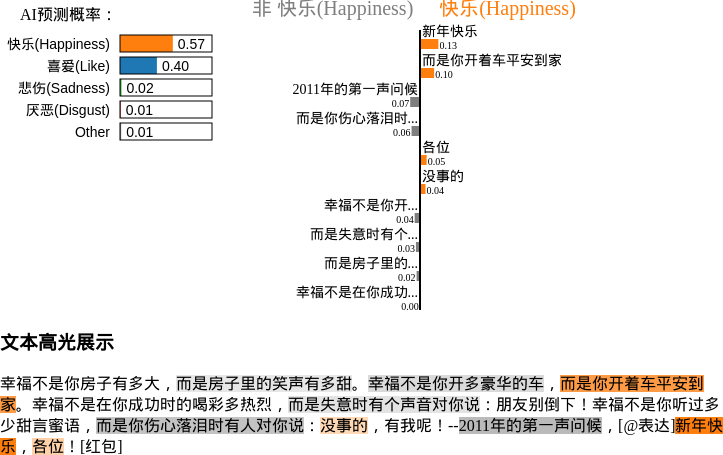 AI预测概率：
快乐(Happiness) 0.57
喜爱(Like) 0.40
悲伤(Sadness) 0.02
厌恶(Disgust) 0.01
Other 0.01
非 快乐(Happiness) 快乐(Happiness)
新年快乐
0.13
而是你开着车平安到家
0.10
2011年的第一声问候
0.07
而是你伤心落泪时...
0.06
各位
0.05
没事的
0.04
幸福不是你开...
0.04
而是失意时有个...
0.03
而是房子里的...
0.02
幸福不是在你成功...
0.00
文本高光展示
幸福不是你房子有多大，而是房子里的笑声有多甜。幸福不是你开多豪华的车，而是你开着车平安到
家。幸福不是在你成功时的喝彩多热烈，而是失意时有个声音对你说：朋友别倒下！幸福不是你听过多
少甜言蜜语，而是你伤心落泪时有人对你说：没事的，有我呢！--2011年的第一声问候，[@表达]新年快
乐，各位！[红包]